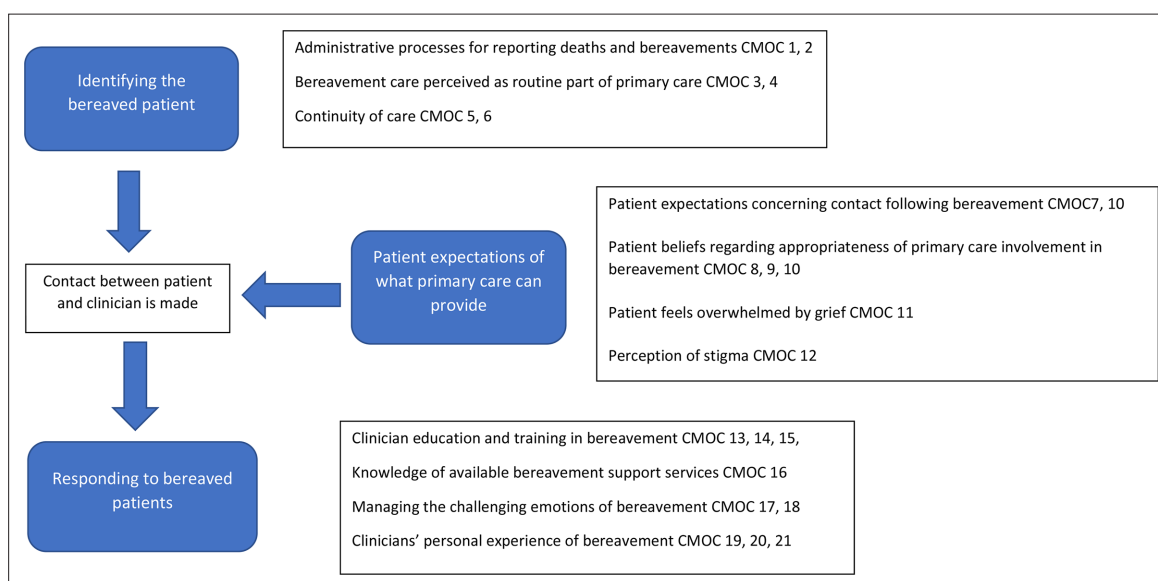 Identifying the
bereaved patient
Administrative processes for reporting deaths and bereavements CMOC 1, 2
Bereavement care perceived as routine part of primary care CMOC 3, 4
Continuity of care CMOC 5, 6
Contact between patient
and clinician is made
Patient expectations of
what primary care can
provide
Patient expectations concerning contact following bereavement CMOC7, 10
Patient beliefs regarding appropriateness of primary care involvement in
bereavement CMOC 8, 9, 10
Patient feels overwhelmed by grief CMOC 11
Perception of stigma CMOC 12
Responding to bereaved
patients
Clinician education and training in bereavement CMOC 13, 14, 15,
Knowledge of available bereavement support services CMOC 16
Managing the challenging emotions of bereavement CMOC 17, 18
Clinicians’ personal experience of bereavement CMOC 19, 20, 21